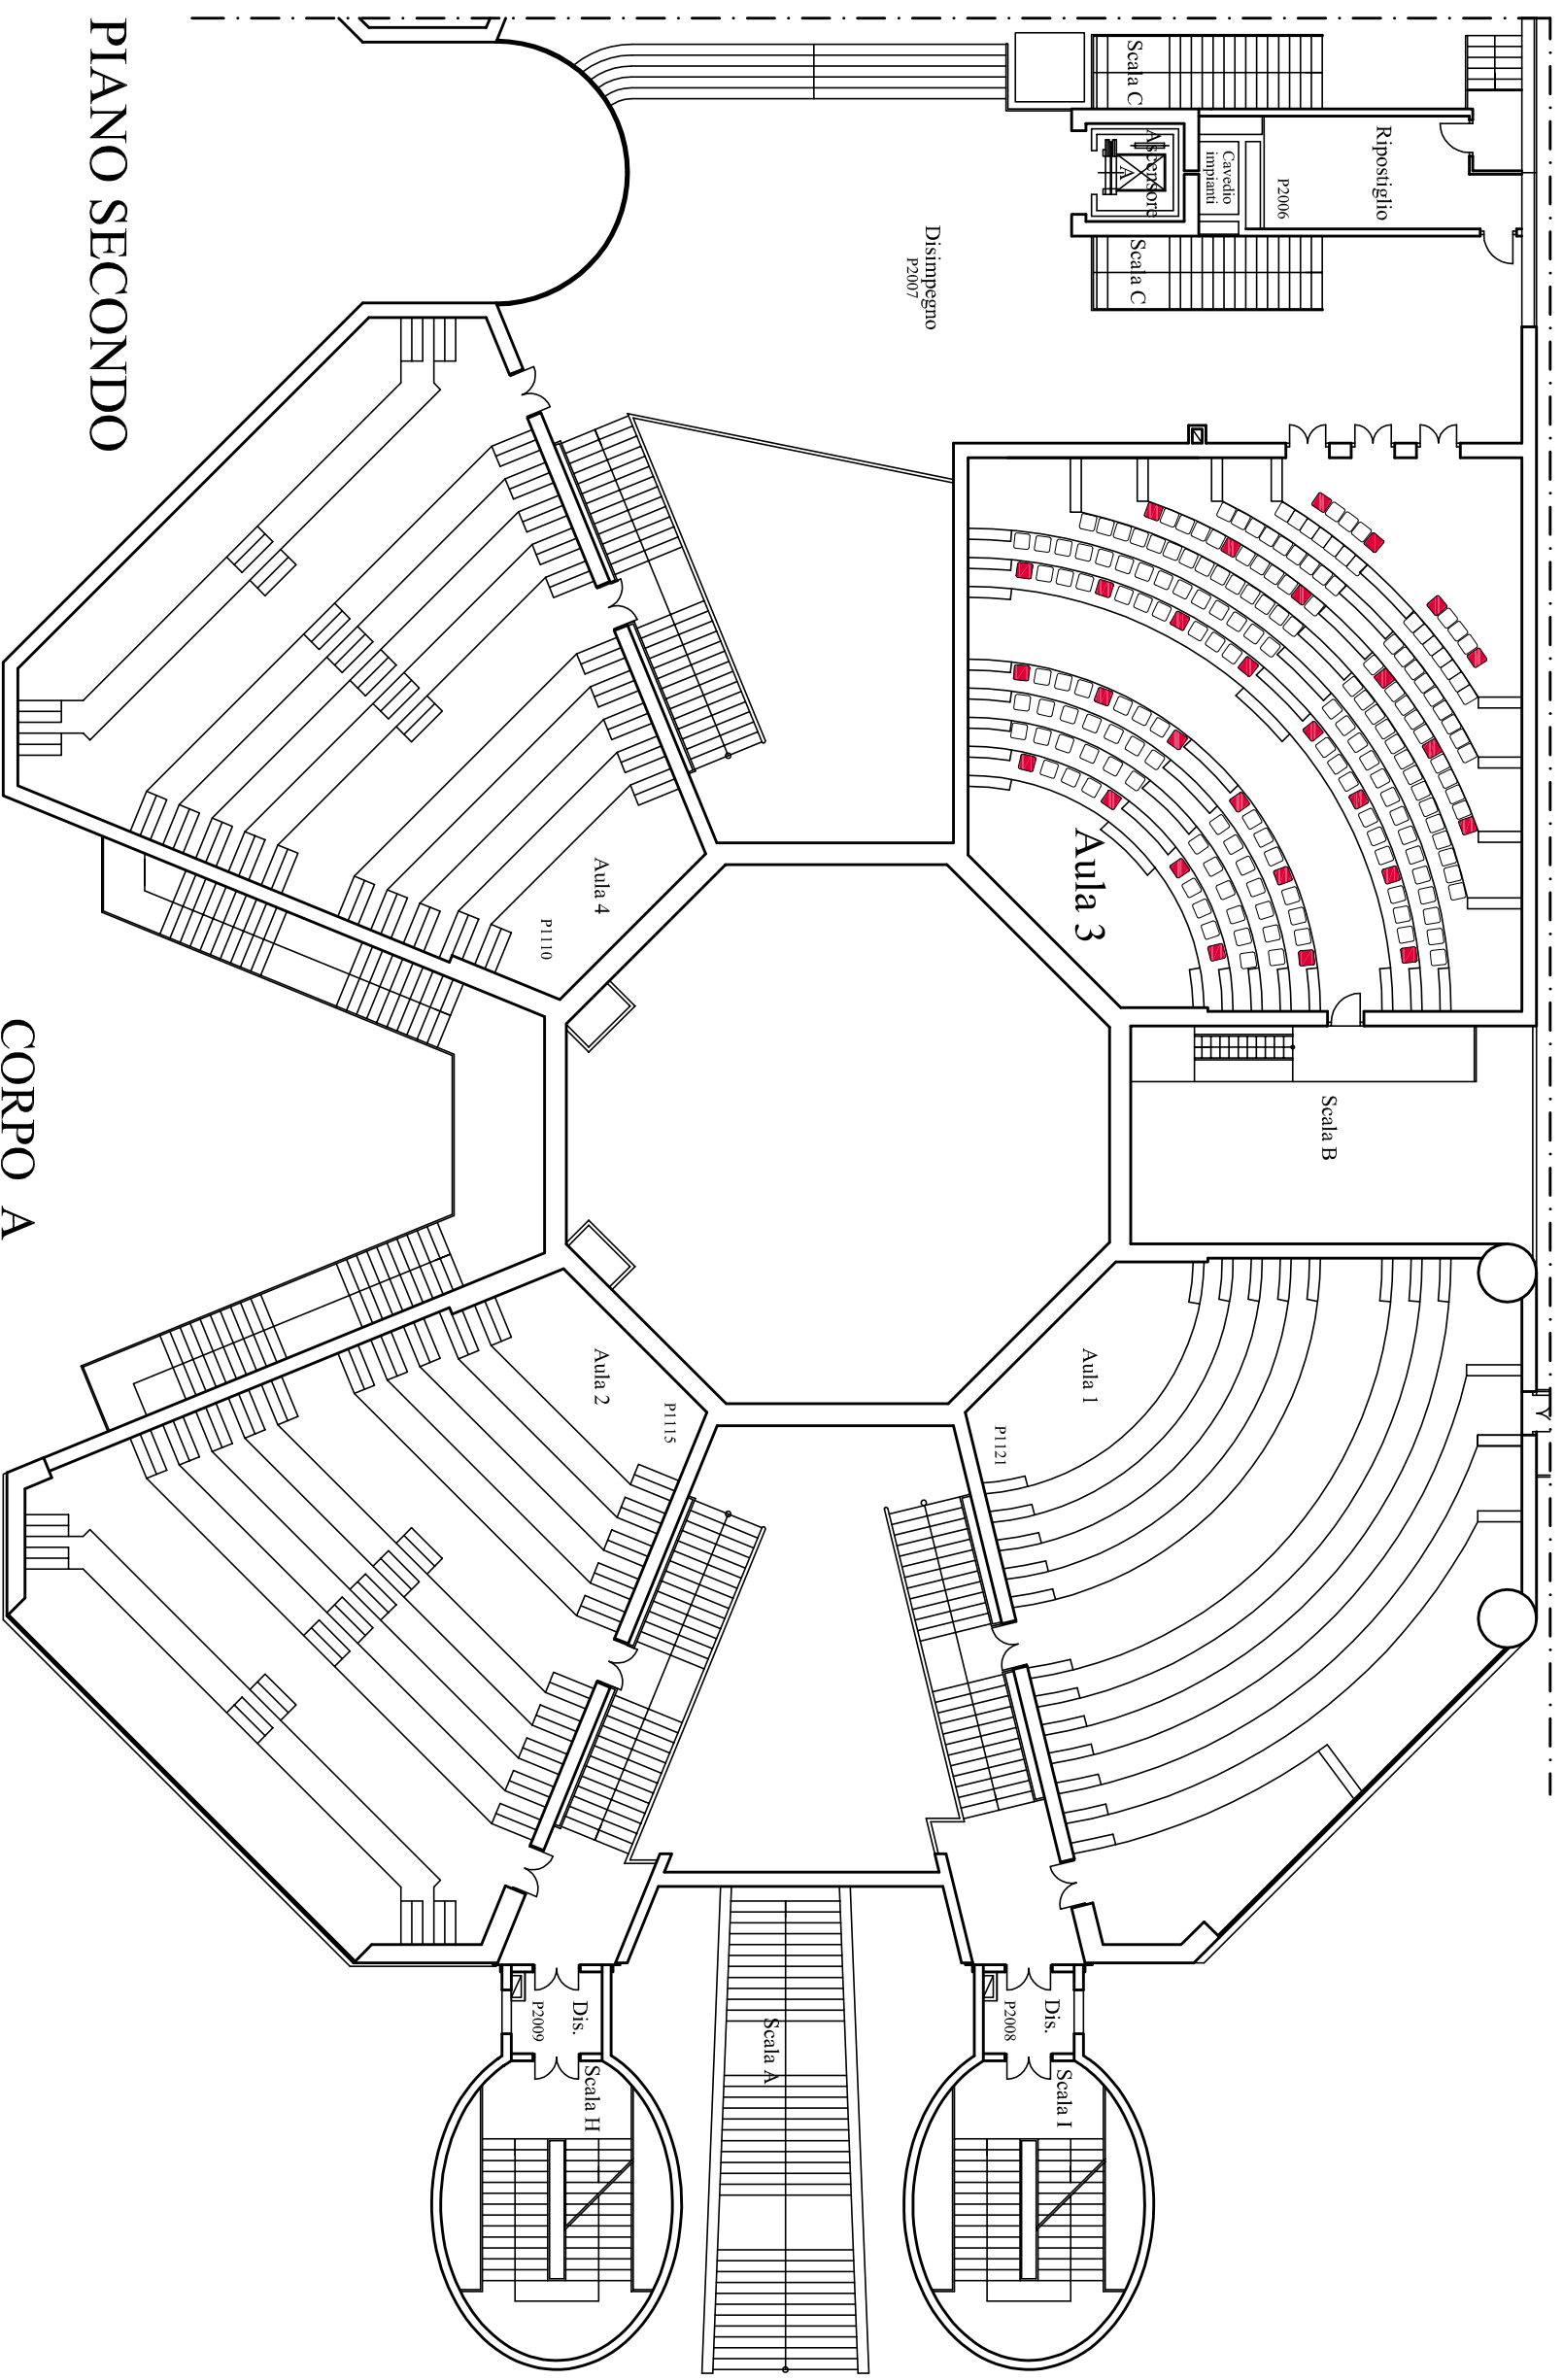 PIANO SECONDO
CORPO A
Scala C
Ascensore
A
Cavedio
impianti
P2006
Ripostiglio
Scala C
Disimpegno
P2007
Aula 3
Aula 4
P1110
Scala B
Aula 1
P1121
Aula 2
P1115
Dis.
P2009
Scala H
Scala A
Dis.
P2008
Scala I